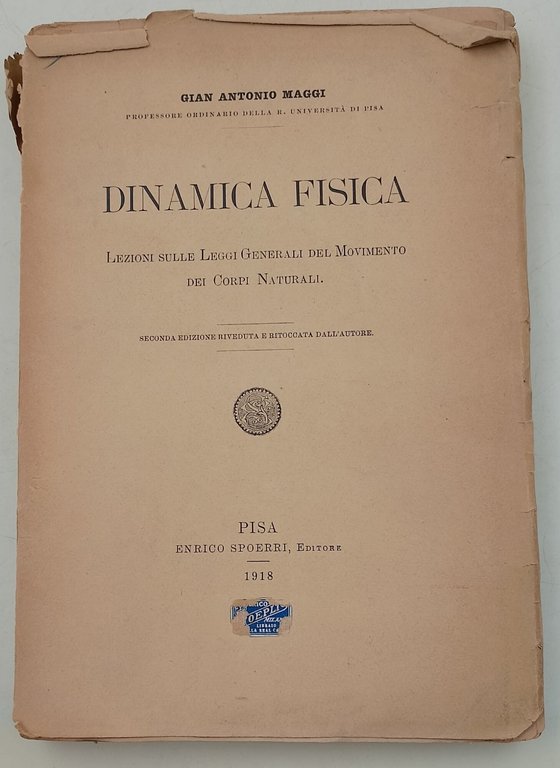 GIAN ANTONIO MAGGI
PROFESSORE ORDINARIO DELLA R. UNIVERSITÀ DI PISA
DINAMICA FISICA
LEZIONI SULLE LEGGI GENERALI DEL MOVIMENTO
DEI CORPI NATURALI.
SECONDA EDIZIONE RIVEDUTA E RITOCCATA DALL'AUTORE.
PISA
ENRICO SPOERRI, EDITORE
1918
LIBRAIO